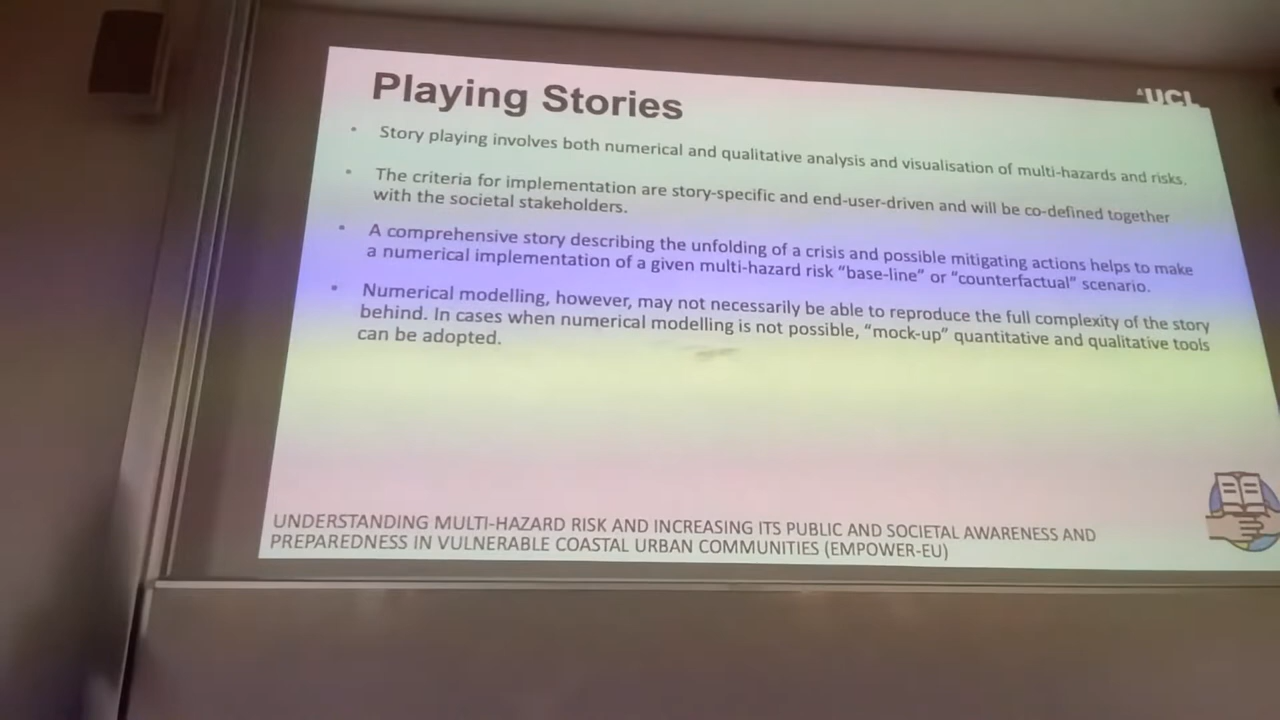 Playing Stories
UCL
• Story playing involves both numerical and qualitative analysis and visualisation of multi-hazards and risks.
• The criteria for implementation are story-specific and end-user-driven and will be co-defined together
with the societal stakeholders.
• A comprehensive story describing the unfolding of a crisis and possible mitigating actions helps to make
a numerical implementation of a given multi-hazard risk “base-line” or “counterfactual” scenario.
• Numerical modelling, however, may not necessarily be able to reproduce the full complexity of the story
behind. In cases when numerical modelling is not possible, “mock-up” quantitative and qualitative tools
can be adopted.
UNDERSTANDING MULTI-HAZARD RISK AND INCREASING ITS PUBLIC AND SOCIETAL AWARENESS AND
PREPAREDNESS IN VULNERABLE COASTAL URBAN COMMUNITIES (EMPOWER-EU)